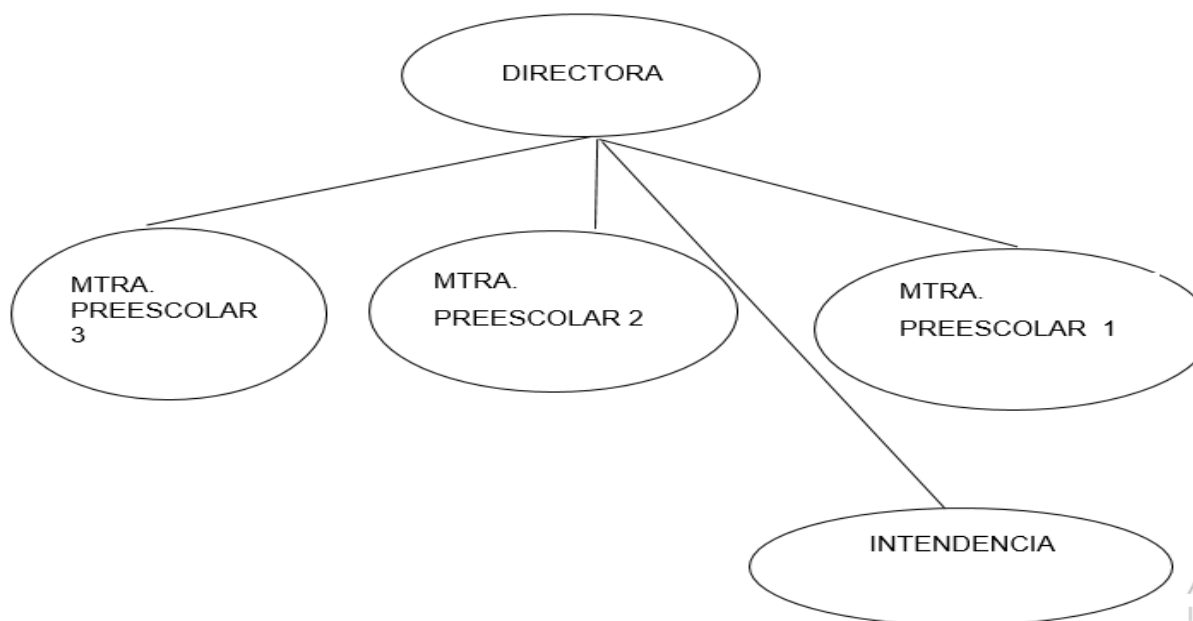 DIRECTORA
MTRA.
PREESCOLAR
3
MTRA.
PREESCOLAR 2
MTRA.
PREESCOLAR 1
INTENDENCIA